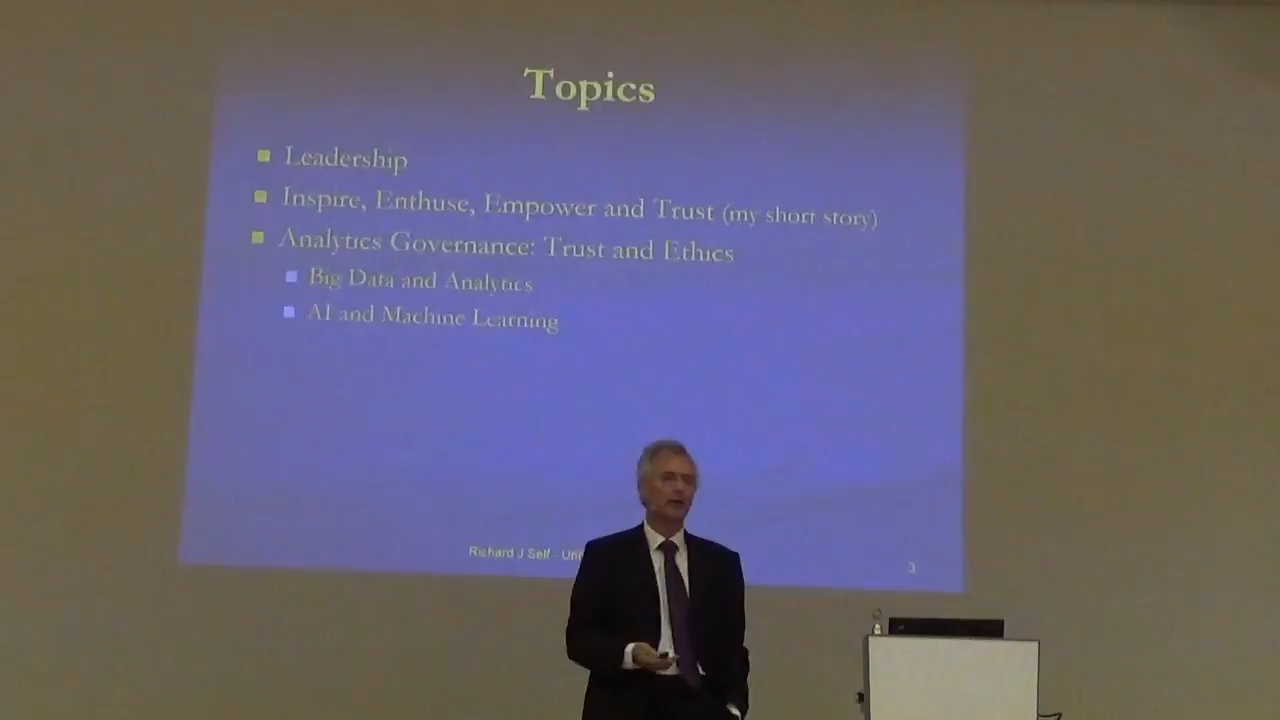 Topics
Leadership
Inspire, Enthuse, Empower and Trust (my short story)
Analytics Governance: Trust and Ethics
Big Data and Analytics
AI and Machine Learning
Richard J Self - Uni
3